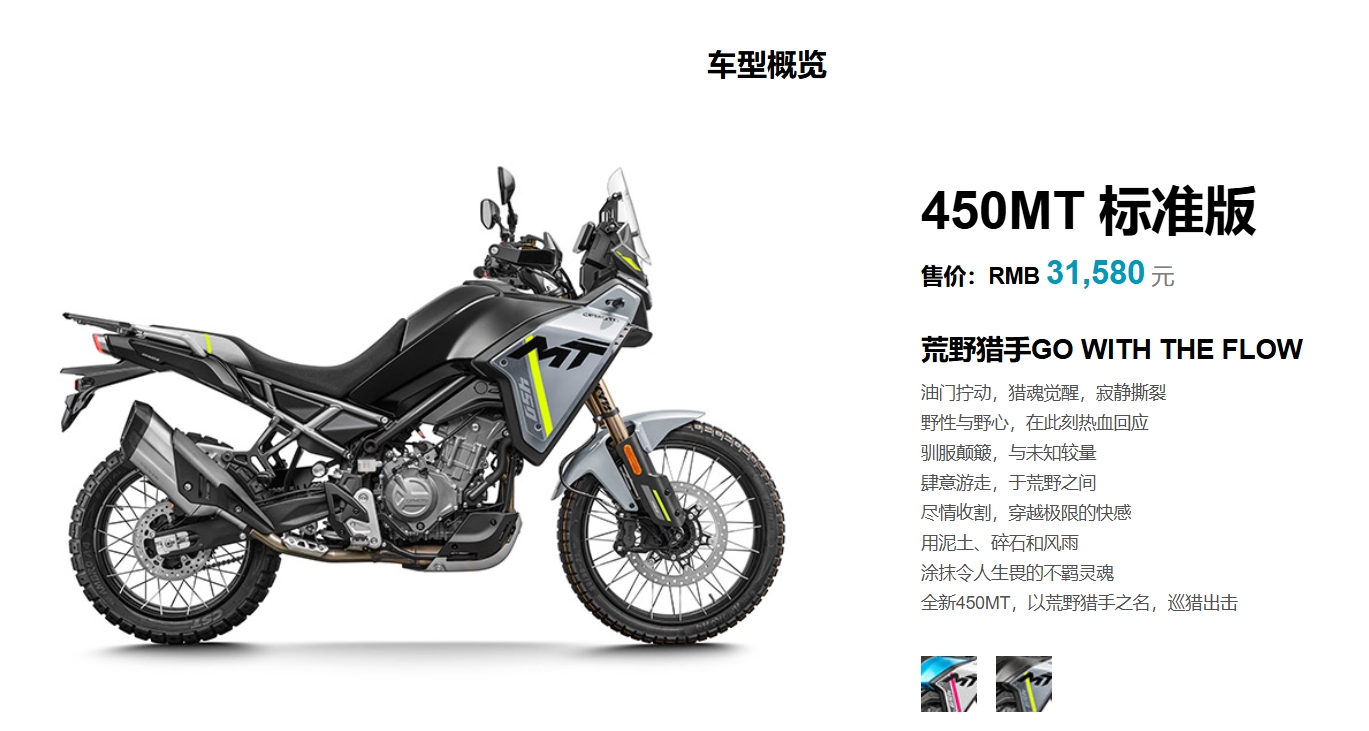 车型概览
450MT 标准版
售价：RMB 31,580 元
荒野猎手GO WITH THE FLOW
油门拧动，猎魂觉醒，寂静撕裂
野性与野心，在此刻热血回应
驯服颠簸，与未知较量
肆意游走，于荒野之间
尽情收割，穿越极限的快感
用泥土、碎石和风雨
涂抹令人生畏的不羁灵魂
全新450MT，以荒野猎手之名，巡猎出击
MT
450